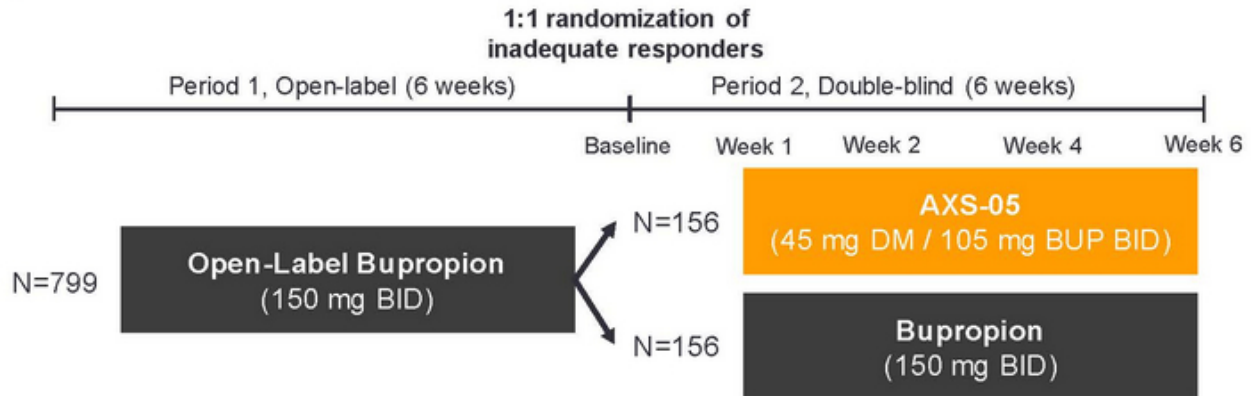 1:1 randomization of
inadequate responders
Period 1, Open-label (6 weeks)
Period 2, Double-blind (6 weeks)
Baseline
Week 1
Week 2
Week 4
Week 6
N=799
Open-Label Bupropion
(150 mg BID)
N=156
AXS-05
(45 mg DM / 105 mg BUP BID)
N=156
Bupropion
(150 mg BID)